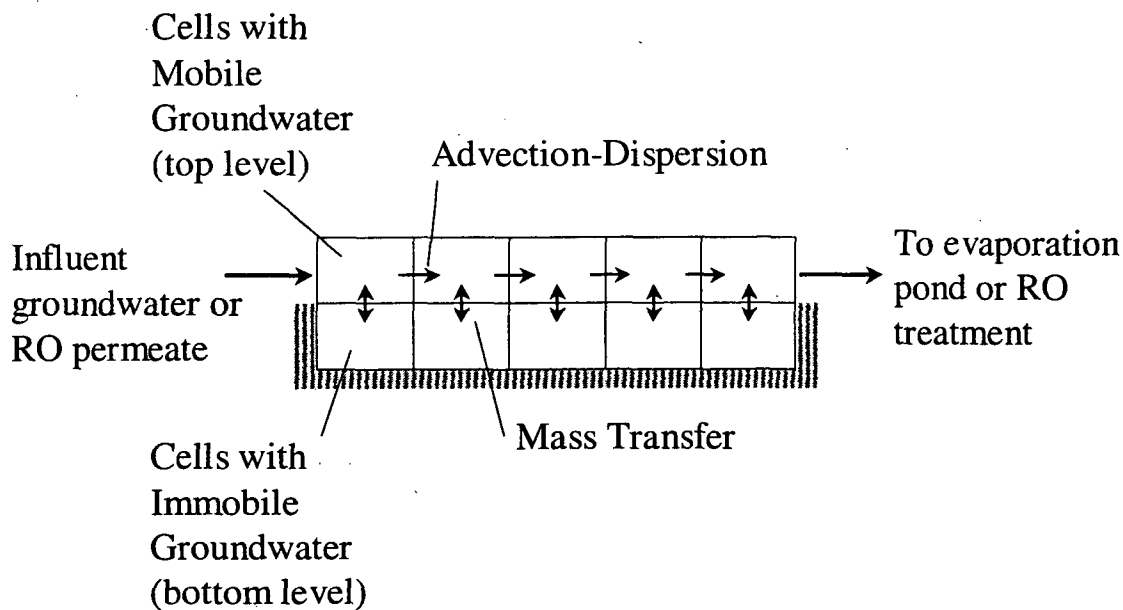 Cells with
Mobile
Groundwater
(top level)
Advection-Dispersion
Influent
groundwater or
RO permeate
To evaporation
pond or RO
treatment
Mass Transfer
Cells with
Immobile
Groundwater
(bottom level)